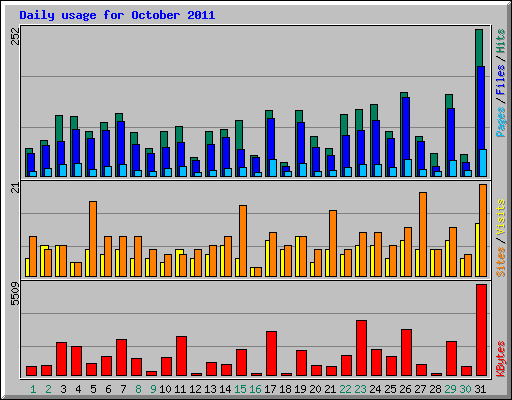 Daily usage for October 2011
252
21
5509
Pages / Files / Hits
Sites / Visits
KBytes
1 2 3 4 5 6 7 8 9 10 11 12 13 14 15 16 17 18 19 20 21 22 23 24 25 26 27 28 29 30 31